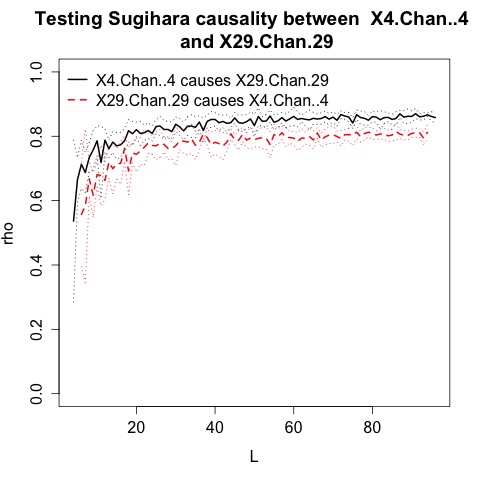 Testing Sugihara causality between X4.Chan..4
and X29.Chan.29
X4.Chan..4 causes X29.Chan.29
X29.Chan.29 causes X4.Chan..4
1.0
0.8
0.6
0.4
0.2
0.0
rho
20 40 60 80
L